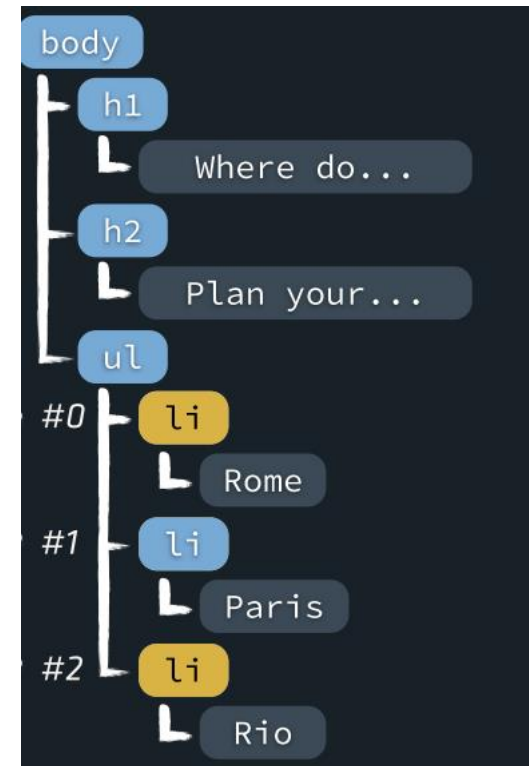 body
h1
Where do...
h2
Plan your...
ul
#0 li
Rome
#1 li
Paris
#2 li
Rio